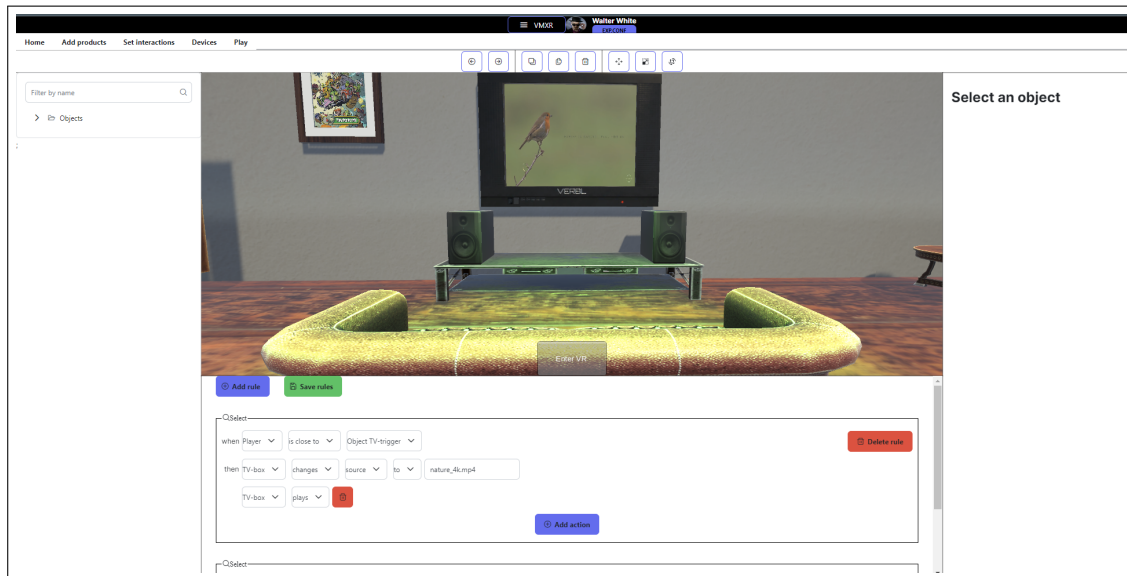 VMXR
Walter White
EXECONE
Home Add products Set interactions Devices Play
Filter by name
Objects
Select an object
VERBL
Enter VR
Add rule Save rules
Select
when Player is close to Object TV-trigger Delete rule
then TV-box changes source to nature_4k.mp4
TV-box plays
Add action
Select